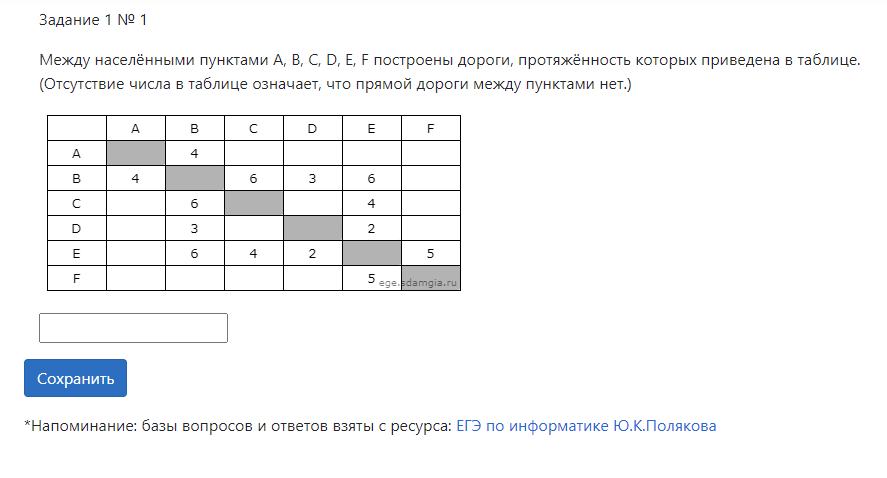 Задание 1 № 1
Между населёнными пунктами A, B, C, D, E, F построены дороги, протяжённость которых приведена в таблице.
(Отсутствие числа в таблице означает, что прямой дороги между пунктами нет.)
A B C D E F
A 4
B 4 6 3 6
C 6 4
D 3 2
E 6 4 2 5
F 5
ege.sdamgia.ru
Сохранить
*Напоминание: базы вопросов и ответов взяты с ресурса: ЕГЭ по информатике Ю.К.Полякова